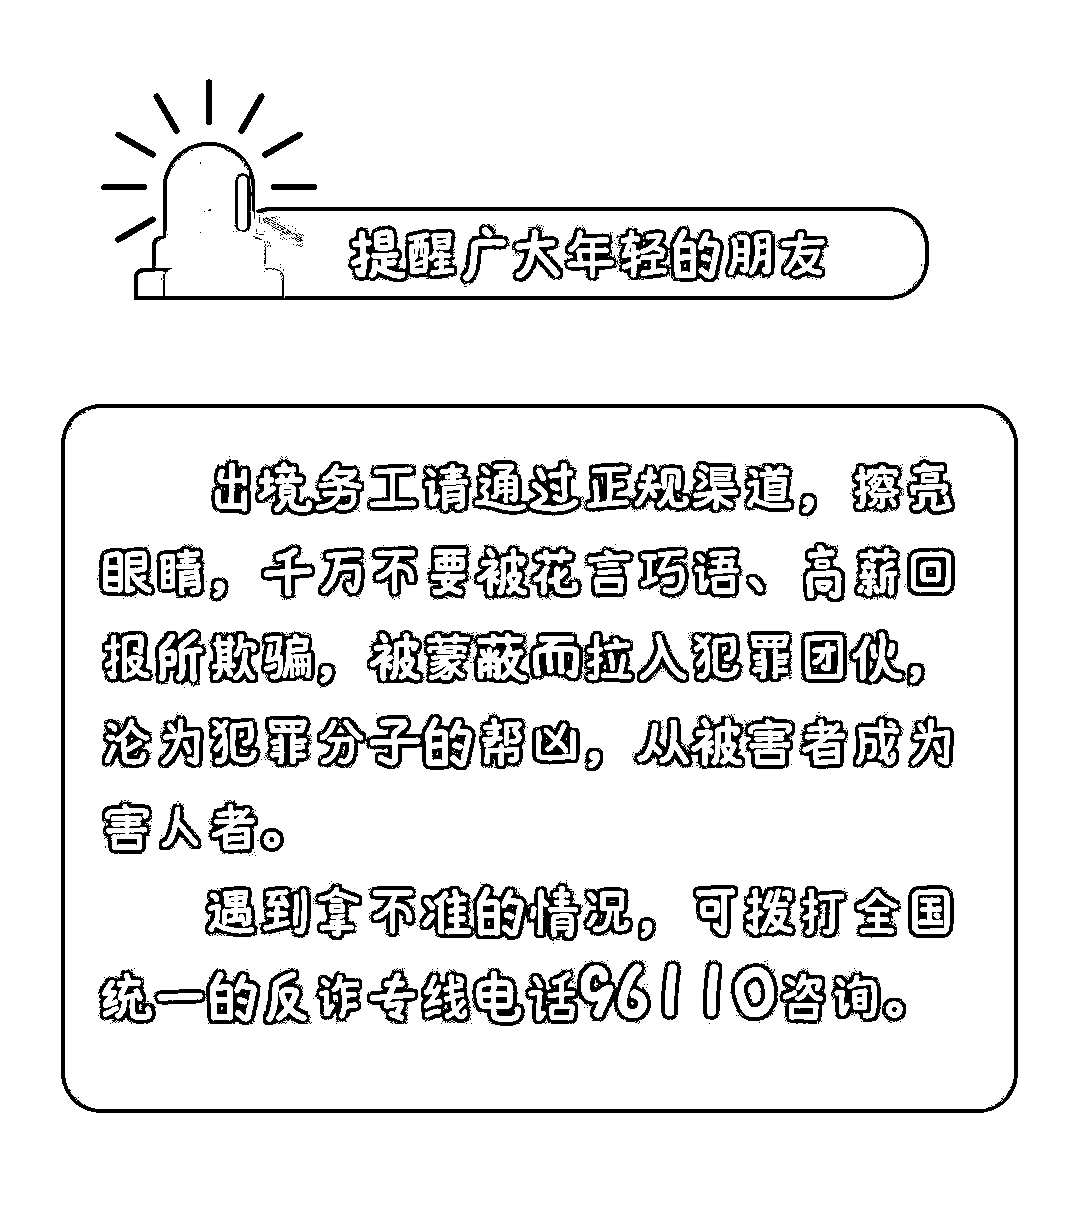 提醒广大年轻的朋友
出境务工请通过正规渠道，擦亮
眼睛，千万不要被花言巧语、高薪回
报所欺骗，被蒙蔽而拉入犯罪团伙，
沦为犯罪分子的帮凶，从被害者成为
害人者。
遇到拿不准的情况，可拨打全国
统一的反诈专线电话96110咨询。